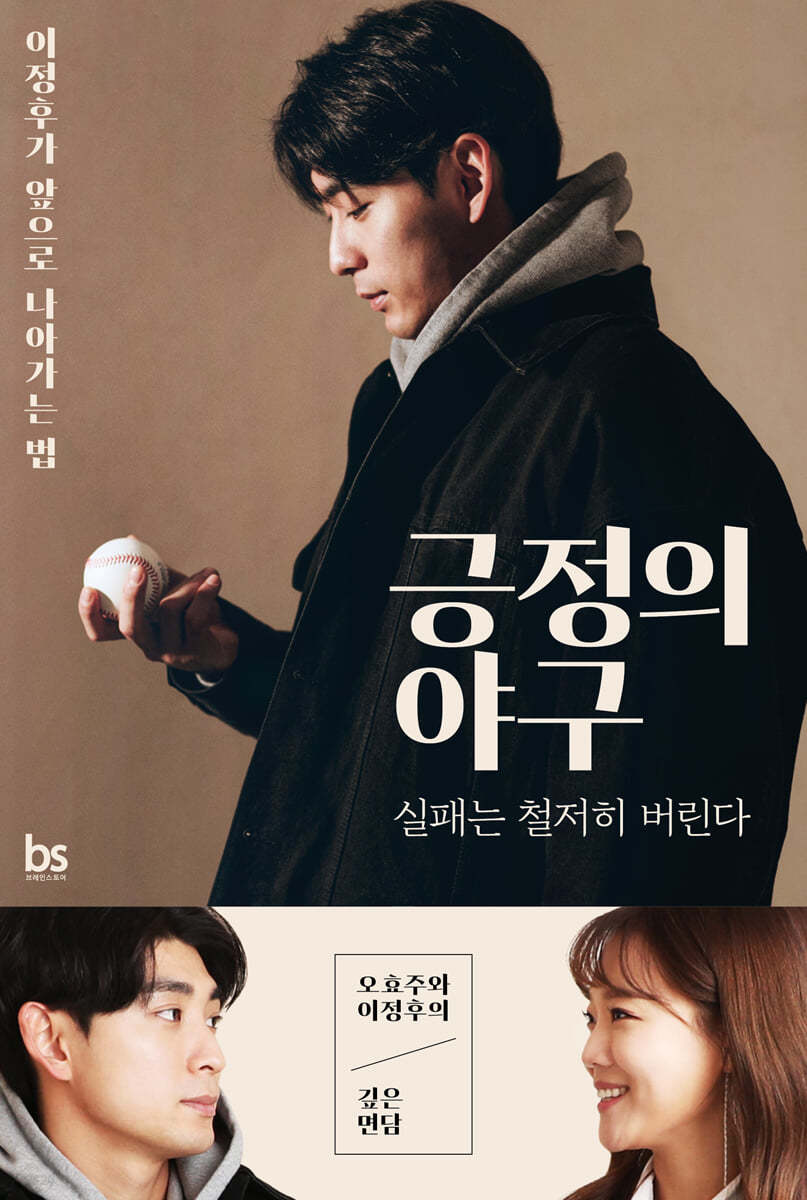 이정후가 앞으로 나아가는 법
긍정의
야구
실패는 철저히 버린다
bs
브레인스토어
오효주와
이정후의
깊은
면담